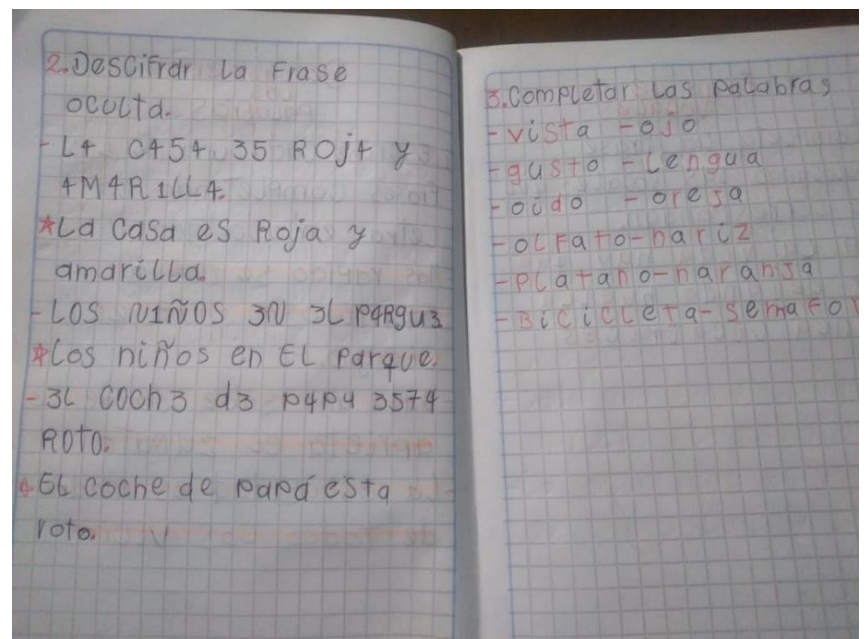 2. Descifrar la frase
oculta.
- L4 C454 35 ROJ4 y
4M4R1LL4.
*La casa es Roja y
amarilla.
- LOS N1ÑOS 3N 3L P4RQU3
*Los niños en EL Parque.
- 3L COCH3 d3 P4P4 3574
ROTO.
*EL coche de papá esta
roto.
3. Completar las palabras
- vista - ojo
- gusto - lengua
- oido - oreja
- olfato - nariz
- platano - naranja
- Bicicleta - semafor